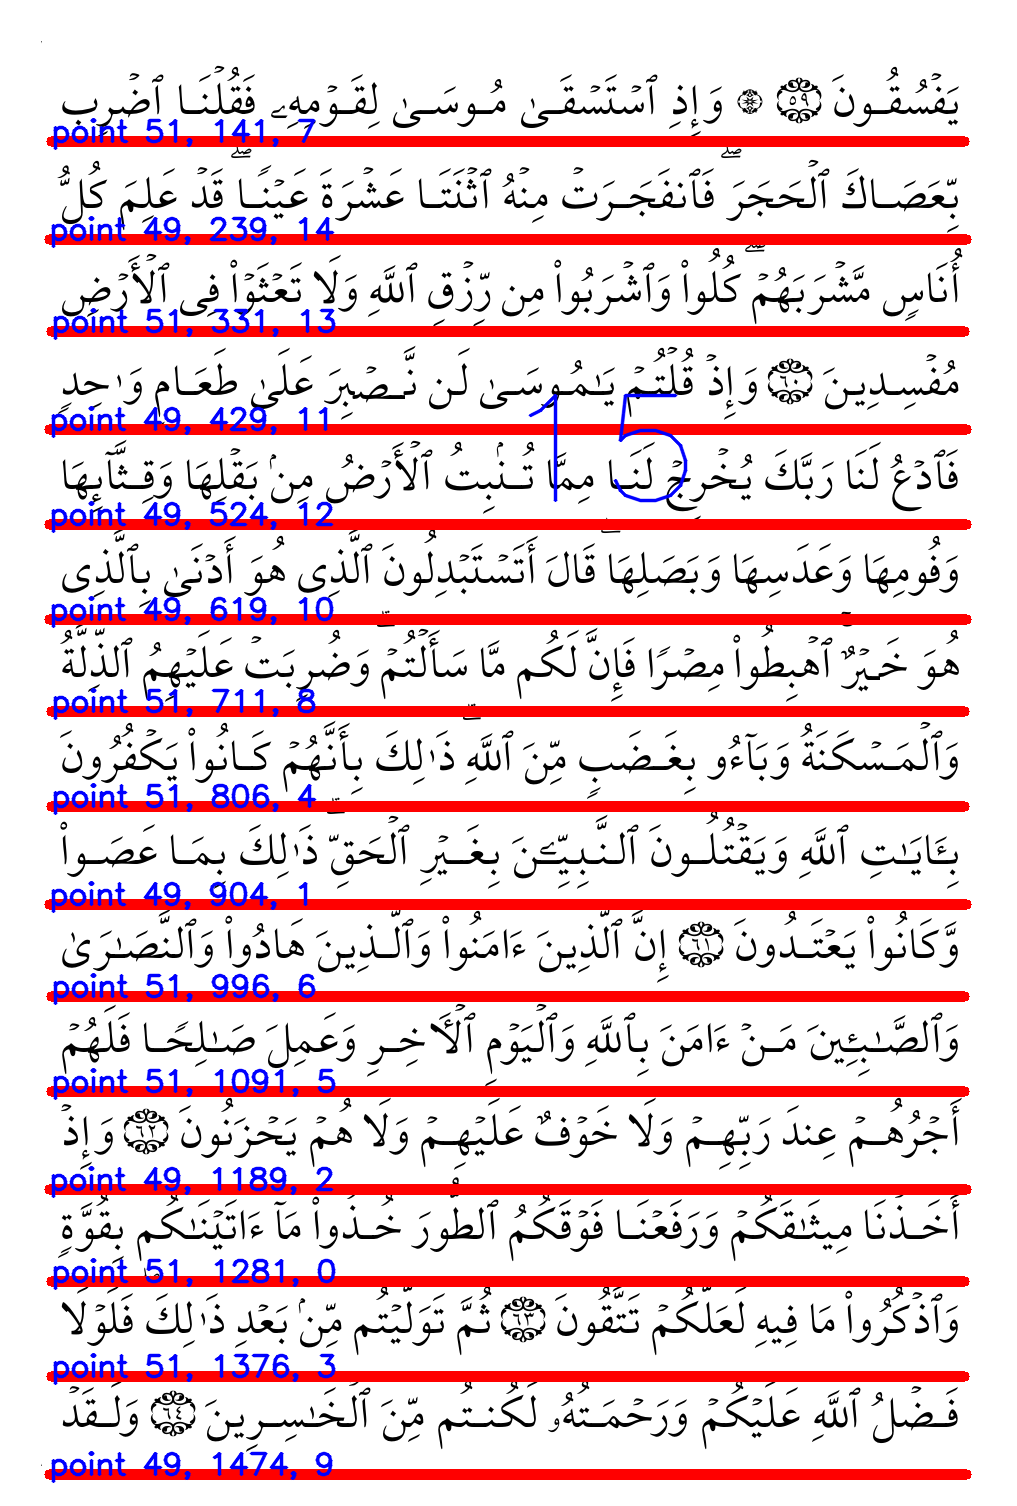 يَفۡسُقُونَ ٥٩ ۞ وَإِذِ ٱسۡتَسۡقَىٰ مُوسَىٰ لِقَوۡمِهِۦ فَقُلۡنَا ٱضۡرِب
point 51, 141, 7
بِّعَصَاكَ ٱلۡحَجَرَۖ فَٱنفَجَرَتۡ مِنۡهُ ٱثۡنَتَا عَشۡرَةَ عَيۡنٗاۖ قَدۡ عَلِمَ كُلُّ
point 49, 239, 14
أُنَاسٖ مَّشۡرَبَهُمۡۖ كُلُواْ وَٱشۡرَبُواْ مِن رِّزۡقِ ٱللَّهِ وَلَا تَعۡثَوۡاْ فِي ٱلۡأَرۡضِ
point 51, 331, 13
مُفۡسِدِينَ ٦٠ وَإِذۡ قُلۡتُمۡ يَٰمُوسَىٰ لَن نَّصۡبِرَ عَلَىٰ طَعَامٖ وَٰحِدٖ
point 49, 429, 11
15
فَٱدۡعُ لَنَا رَبَّكَ يُخۡرِجۡ لَنَا مِمَّا تُنۢبِتُ ٱلۡأَرۡضُ مِنۢ بَقۡلِهَا وَقِثَّآئِهَا
point 49, 524, 12
وَفُومِهَا وَعَدَسِهَا وَبَصَلِهَاۖ قَالَ أَتَسۡتَبۡدِلُونَ ٱلَّذِي هُوَ أَدۡنَىٰ بِٱلَّذِي
point 49, 619, 10
هُوَ خَيۡرٌۚ ٱهۡبِطُواْ مِصۡرٗا فَإِنَّ لَكُم مَّا سَأَلۡتُمۡۗ وَضُرِبَتۡ عَلَيۡهِمُ ٱلذِّلَّةُ
point 51, 711, 8
وَٱلۡمَسۡكَنَةُ وَبَآءُو بِغَضَبٖ مِّنَ ٱللَّهِۗ ذَٰلِكَ بِأَنَّهُمۡ كَانُواْ يَكۡفُرُونَ
point 51, 806, 4
بِـَٔايَٰتِ ٱللَّهِ وَيَقۡتُلُونَ ٱلنَّبِيِّـۧنَ بِغَيۡرِ ٱلۡحَقِّۗ ذَٰلِكَ بِمَا عَصَواْ
point 49, 904, 1
وَّكَانُواْ يَعۡتَدُونَ ٦١ إِنَّ ٱلَّذِينَ ءَامَنُواْ وَٱلَّذِينَ هَادُواْ وَٱلنَّصَٰرَىٰ
point 51, 996, 6
وَٱلصَّٰبِـِٔينَ مَنۡ ءَامَنَ بِٱللَّهِ وَٱلۡيَوۡمِ ٱلۡأٓخِرِ وَعَمِلَ صَٰلِحٗا فَلَهُمۡ
point 51, 1091, 5
أَجۡرُهُمۡ عِندَ رَبِّهِمۡ وَلَا خَوۡفٌ عَلَيۡهِمۡ وَلَا هُمۡ يَحۡزَنُونَ ٦٢ وَإِذۡ
point 49, 1189, 2
أَخَذۡنَا مِيثَٰقَكُمۡ وَرَفَعۡنَا فَوۡقَكُمُ ٱلطُّورَ خُذُواْ مَآ ءَاتَيۡنَٰكُم بِقُوَّةٖ
point 51, 1281, 0
وَٱذۡكُرُواْ مَا فِيهِ لَعَلَّكُمۡ تَتَّقُونَ ٦٣ ثُمَّ تَوَلَّيۡتُم مِّنۢ بَعۡدِ ذَٰلِكَ فَلَوۡلَا
point 51, 1376, 3
فَضۡلُ ٱللَّهِ عَلَيۡكُمۡ وَرَحۡمَتُهُۥ لَكُنتُم مِّنَ ٱلۡخَٰسِرِينَ ٦٤ وَلَقَدۡ
point 49, 1474, 9